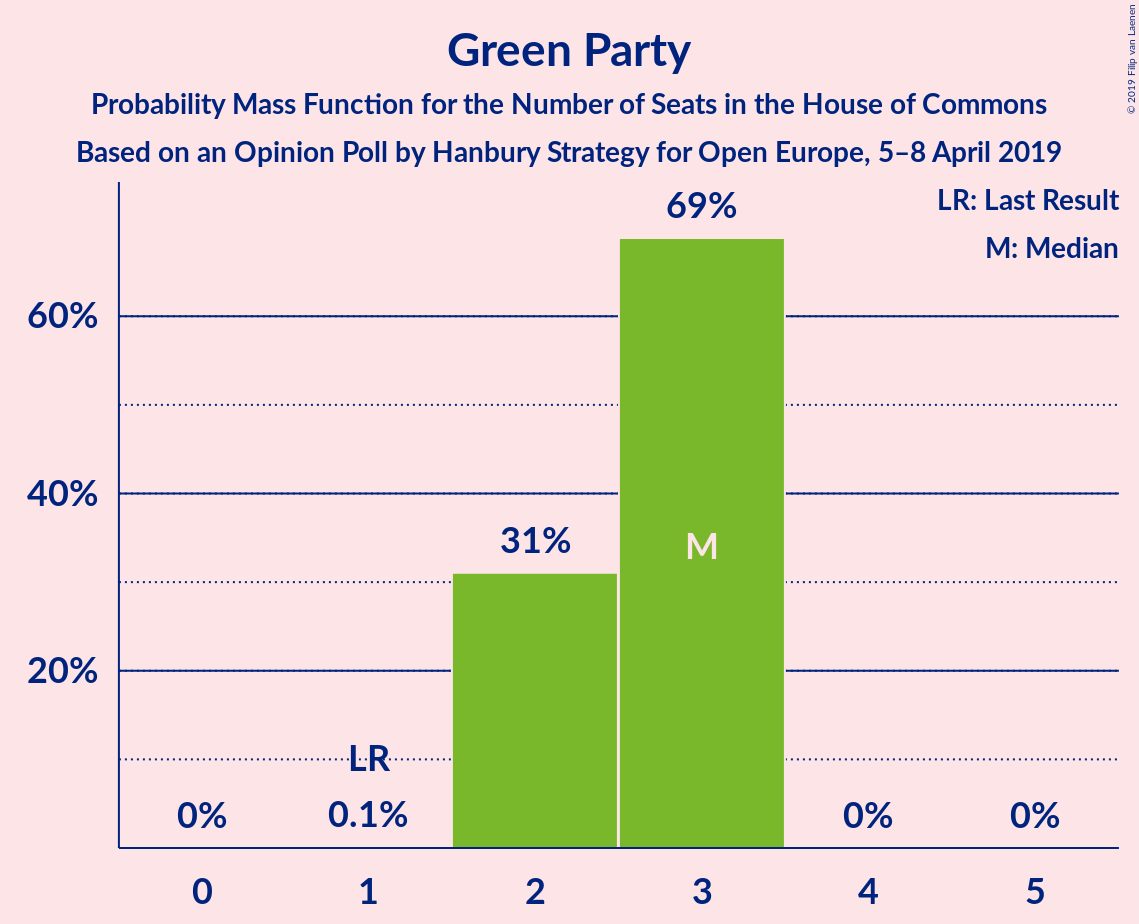 Green Party
Probability Mass Function for the Number of Seats in the House of Commons
Based on an Opinion Poll by Hanbury Strategy for Open Europe, 5–8 April 2019
© 2019 Filip van Laenen
LR: Last Result
M: Median
69%
60%
40%
31%
M
20%
LR
0%
0.1%
0%
0%
0
1
2
3
4
5